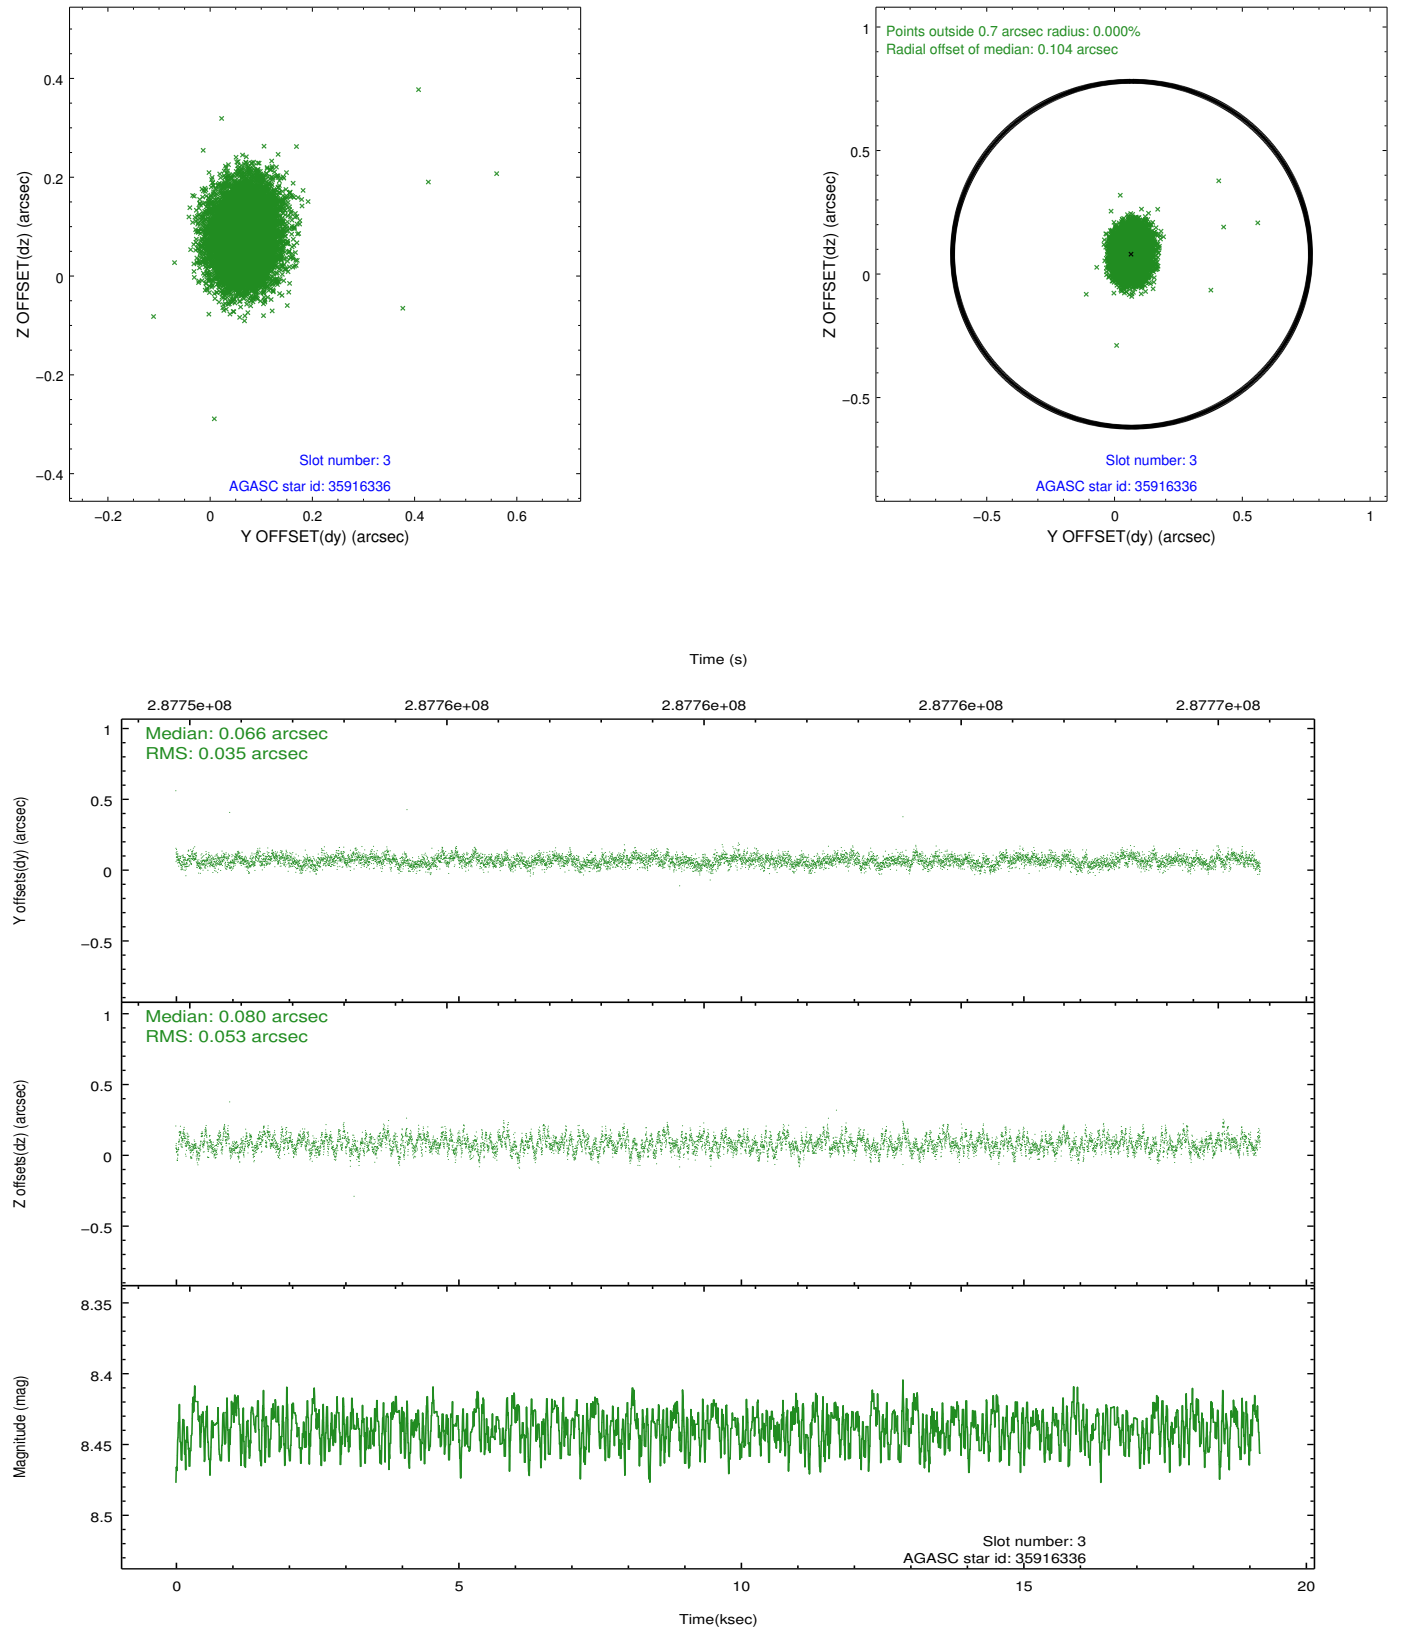 0.4
0.2
0
−0.2
−0.4
Z OFFSET(dz) (arcsec)
Slot number: 3
AGASC star id: 35916336
−0.2 0 0.2 0.4 0.6
Y OFFSET(dy) (arcsec)
Points outside 0.7 arcsec radius: 0.000%
Radial offset of median: 0.104 arcsec
1
0.5
0
−0.5
Z OFFSET(dz) (arcsec)
Slot number: 3
AGASC star id: 35916336
−0.5 0 0.5 1
Y OFFSET(dy) (arcsec)
Time (s)
2.8775e+08 2.8776e+08 2.8776e+08 2.8776e+08 2.8777e+08
Median: 0.066 arcsec
RMS: 0.035 arcsec
1
0.5
0
−0.5
Y offsets(dy) (arcsec)
Median: 0.080 arcsec
RMS: 0.053 arcsec
1
0.5
0
−0.5
Z offsets(dz) (arcsec)
8.35
8.4
8.45
8.5
Magnitude (mag)
Slot number: 3
AGASC star id: 35916336
0 5 10 15 20
Time(ksec)